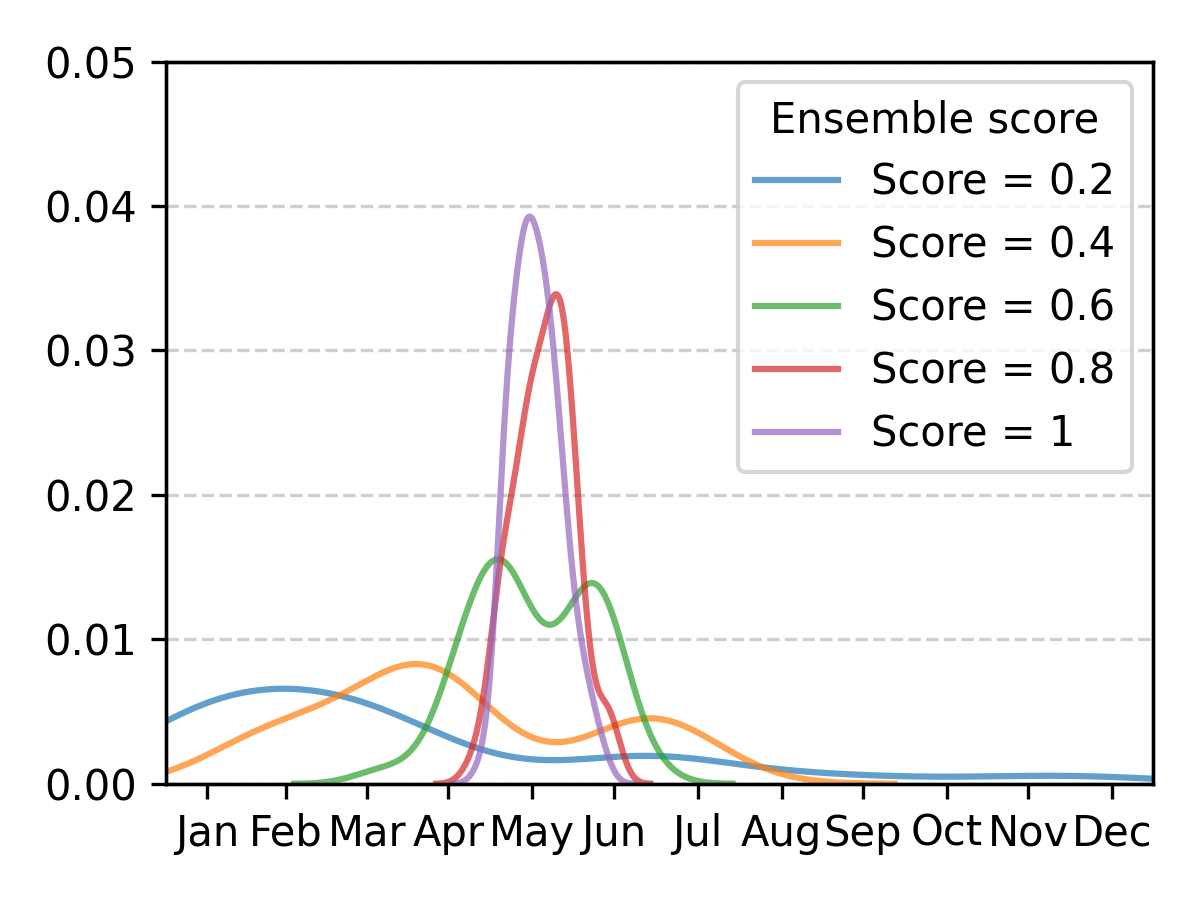 0.05
0.04
0.03
0.02
0.01
0.00
Ensemble score
Score = 0.2
Score = 0.4
Score = 0.6
Score = 0.8
Score = 1
Jan Feb Mar Apr May Jun Jul Aug Sep Oct Nov Dec